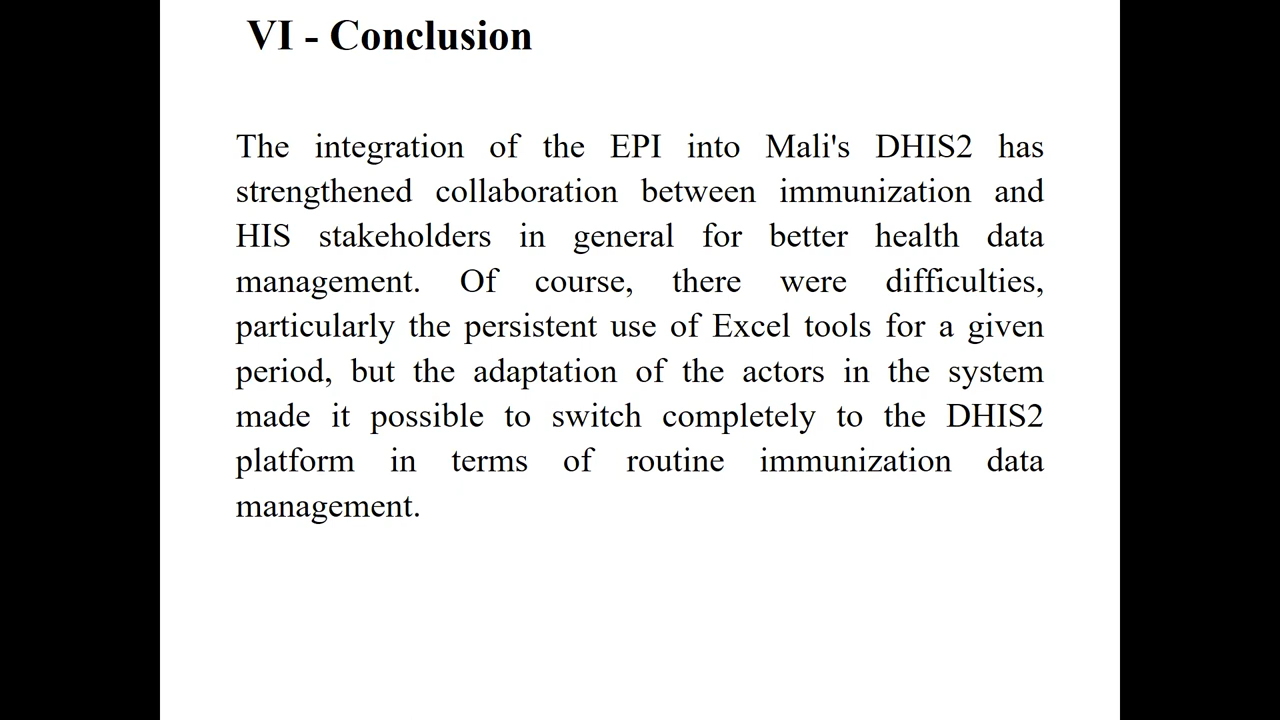 VI - Conclusion
The integration of the EPI into Mali's DHIS2 has
strengthened collaboration between immunization and
HIS stakeholders in general for better health data
management. Of course, there were difficulties,
particularly the persistent use of Excel tools for a given
period, but the adaptation of the actors in the system
made it possible to switch completely to the DHIS2
platform in terms of routine immunization data
management.